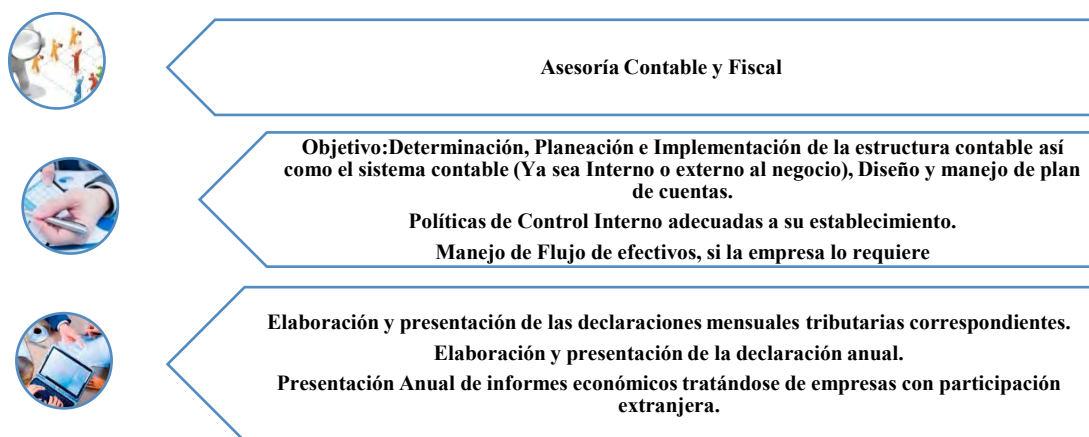 Asesoría Contable y Fiscal
Objetivo:Determinación, Planeación e Implementación de la estructura contable así
como el sistema contable (Ya sea Interno o externo al negocio), Diseño y manejo de plan
de cuentas.
Políticas de Control Interno adecuadas a su establecimiento.
Manejo de Flujo de efectivos, si la empresa lo requiere
Elaboración y presentación de las declaraciones mensuales tributarias correspondientes.
Elaboración y presentación de la declaración anual.
Presentación Anual de informes económicos tratándose de empresas con participación
extranjera.